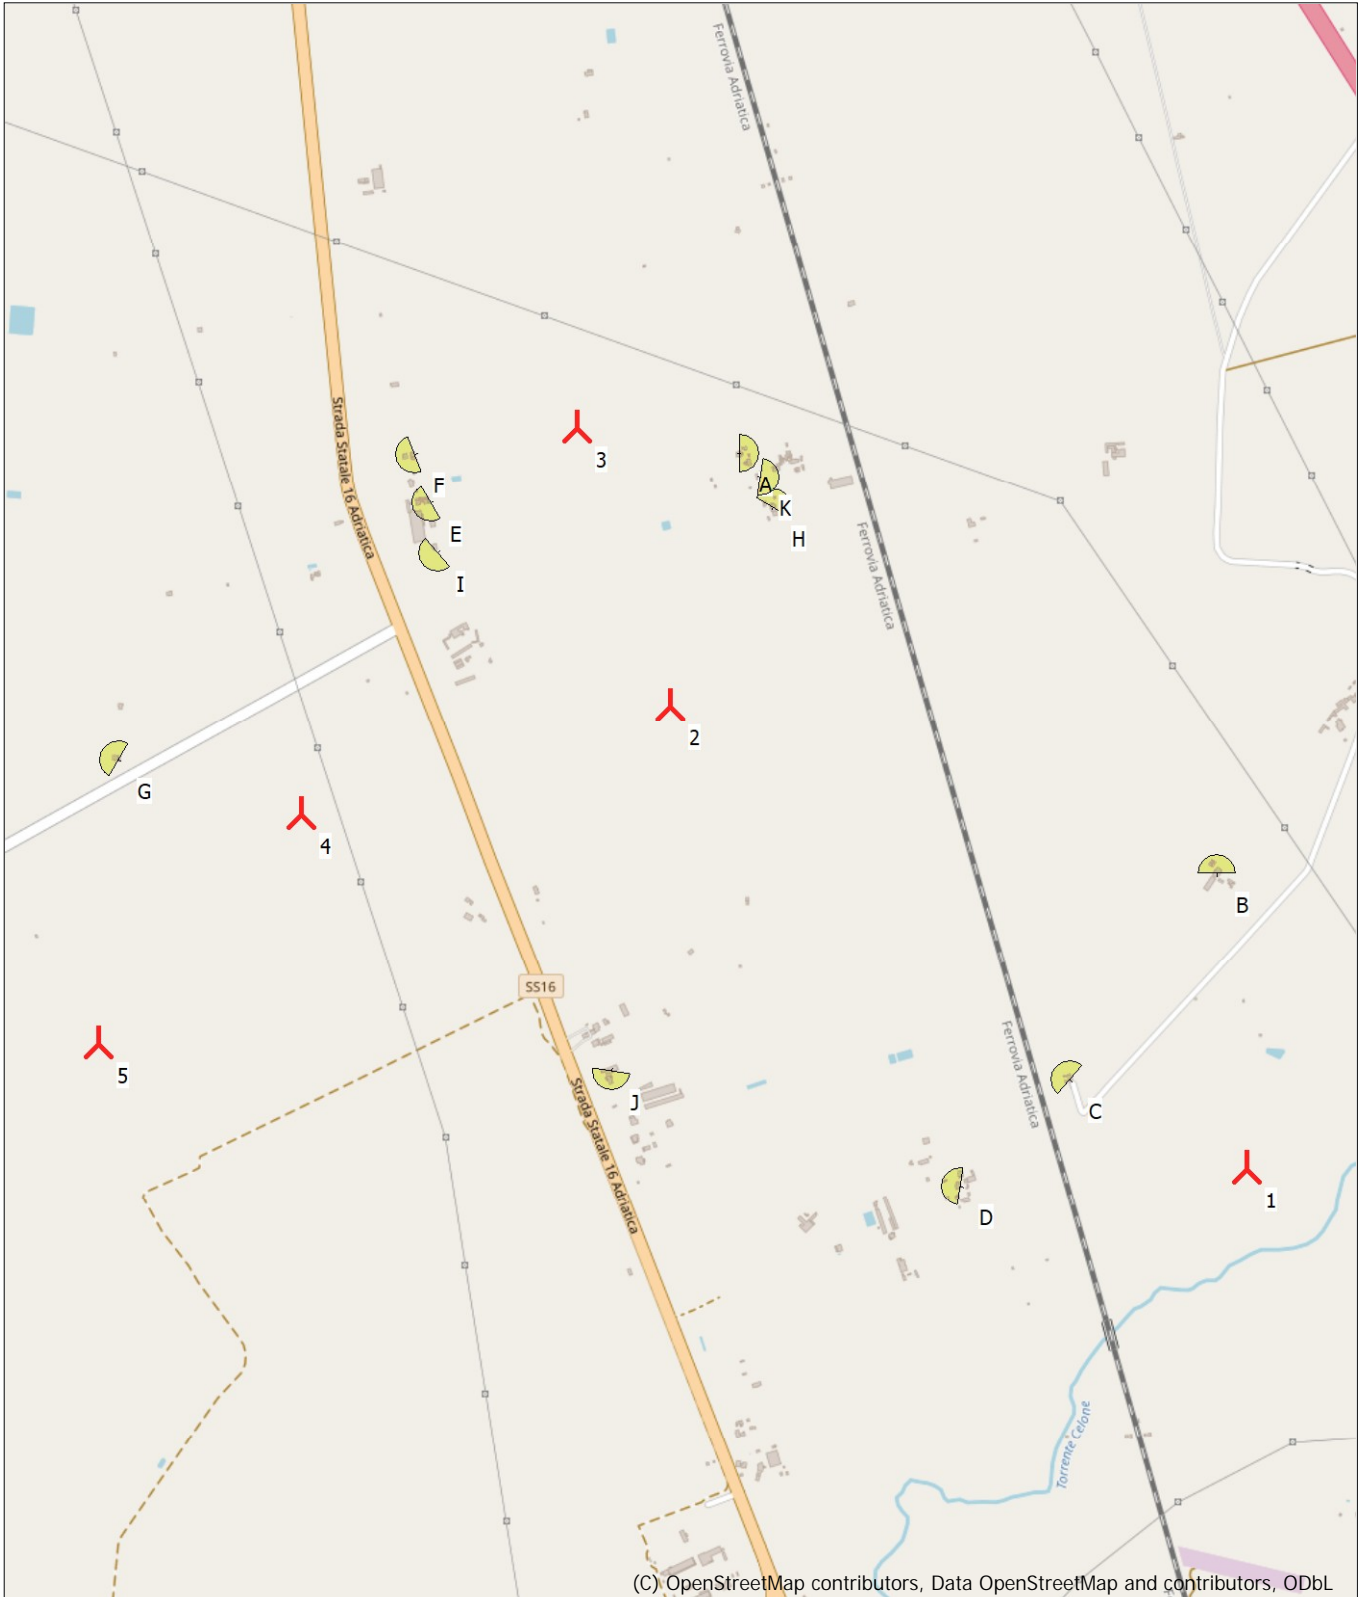 Ferrovia Adriatica
Strada Statale 16 Adriatica
3
F
A
K
E
H
I
Ferrovia Adriatica
2
G
4
B
SS16
5
Ferrovia Adriatica
J
C
Strada Statale 16 Adriatica
1
D
Torrente Celone
(C) OpenStreetMap contributors, Data OpenStreetMap and contributors, ODbL